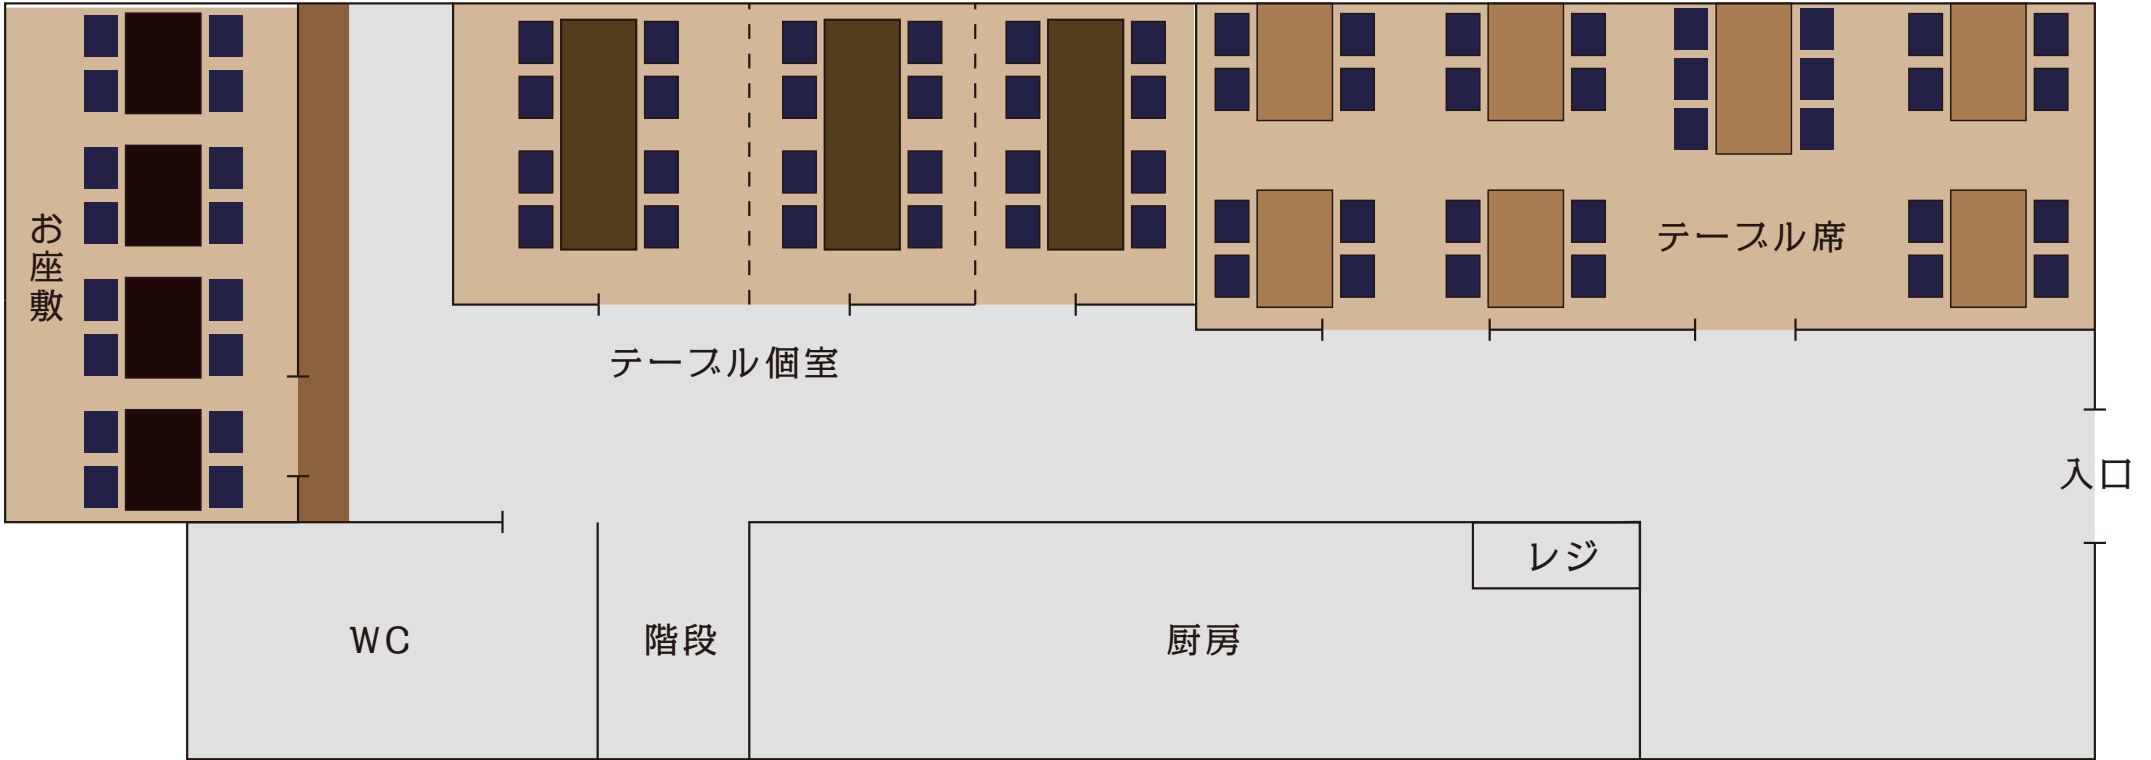 お座敷
テーブル個室
テーブル席
入口
レジ
WC
階段
厨房